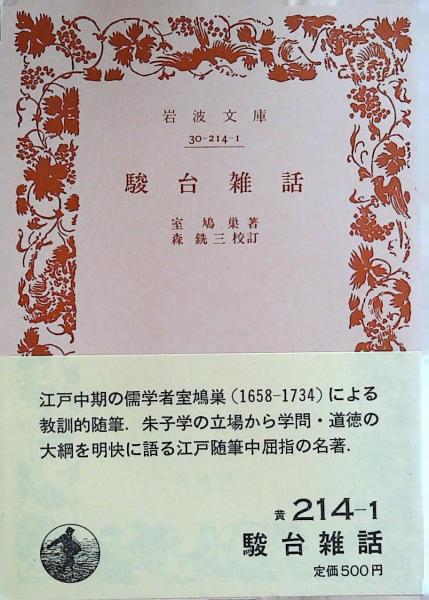 岩波文庫
30-214-1
駿台雑話
室鳩巣著
森銑三校訂
江戸中期の儒学者室鳩巣(1658-1734)による
教訓的随筆.朱子学の立場から学問・道徳の
大綱を明快に語る江戸随筆中屈指の名著.
黄 214-1
駿台雑話
定価500円